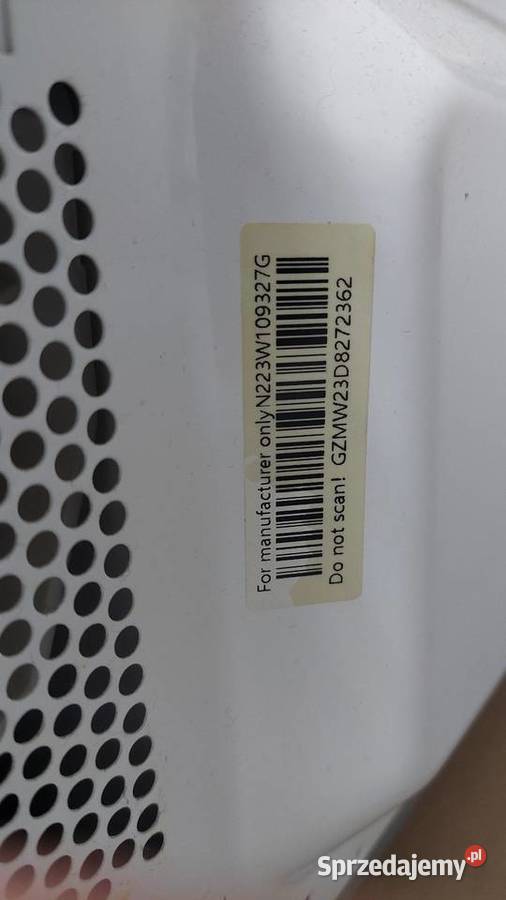 For manufacturer only N223W109327G
Do not scan! GZMW23D8272362
Sprzedajemy.pl